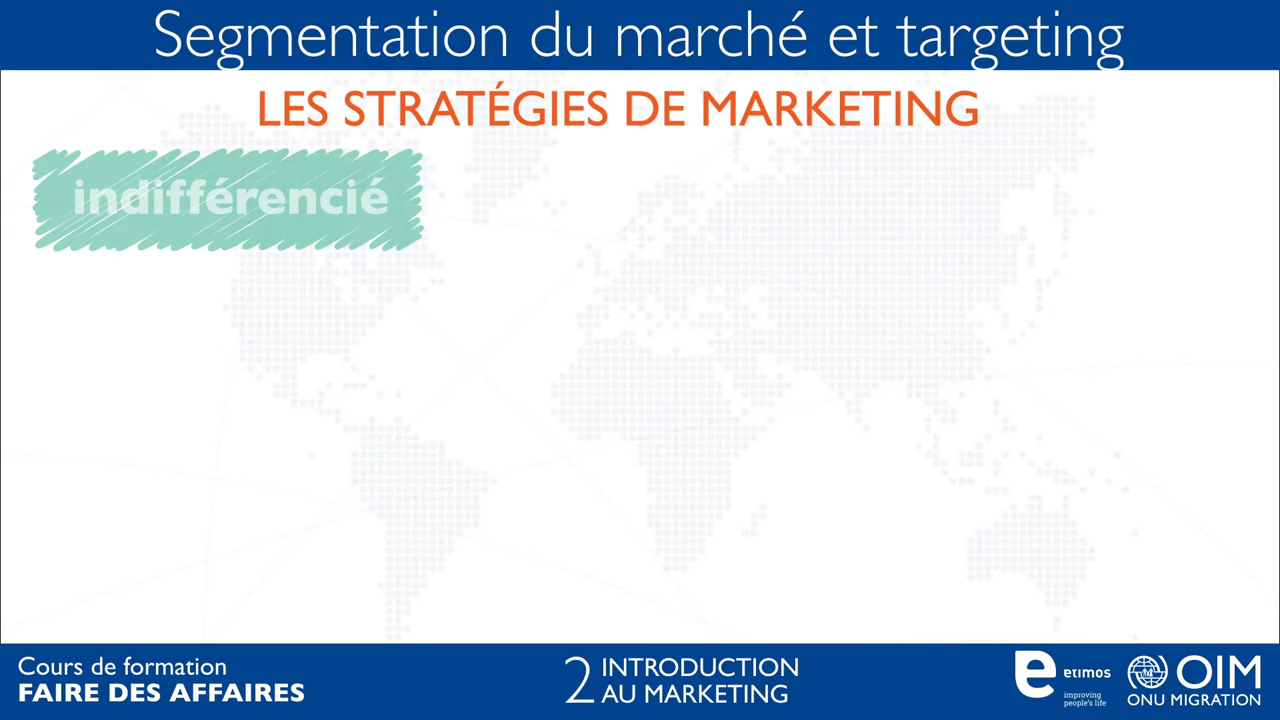 Segmentation du marché et targeting
LES STRATÉGIES DE MARKETING
indifférencié
Cours de formation
FAIRE DES AFFAIRES
2 INTRODUCTION
AU MARKETING
e etimos
improving
people's life
OIM
ONU MIGRATION